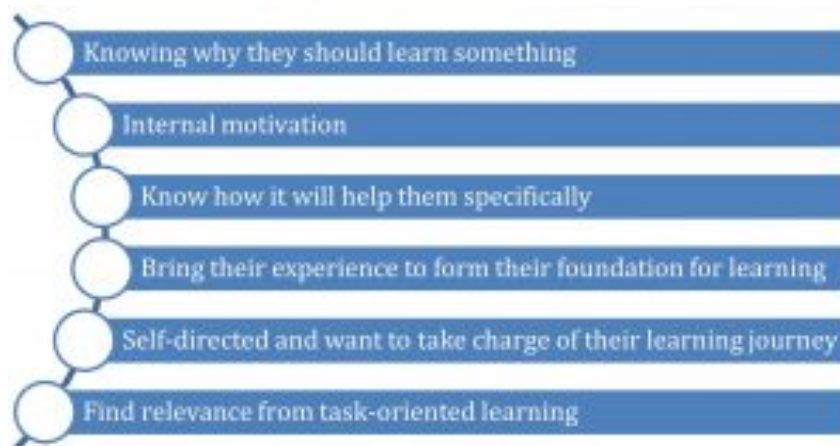 Knowing why they should learn something
Internal motivation
Know how it will help them specifically
Bring their experience to form their foundation for learning
Self-directed and want to take charge of their learning journey
Find relevance from task-oriented learning